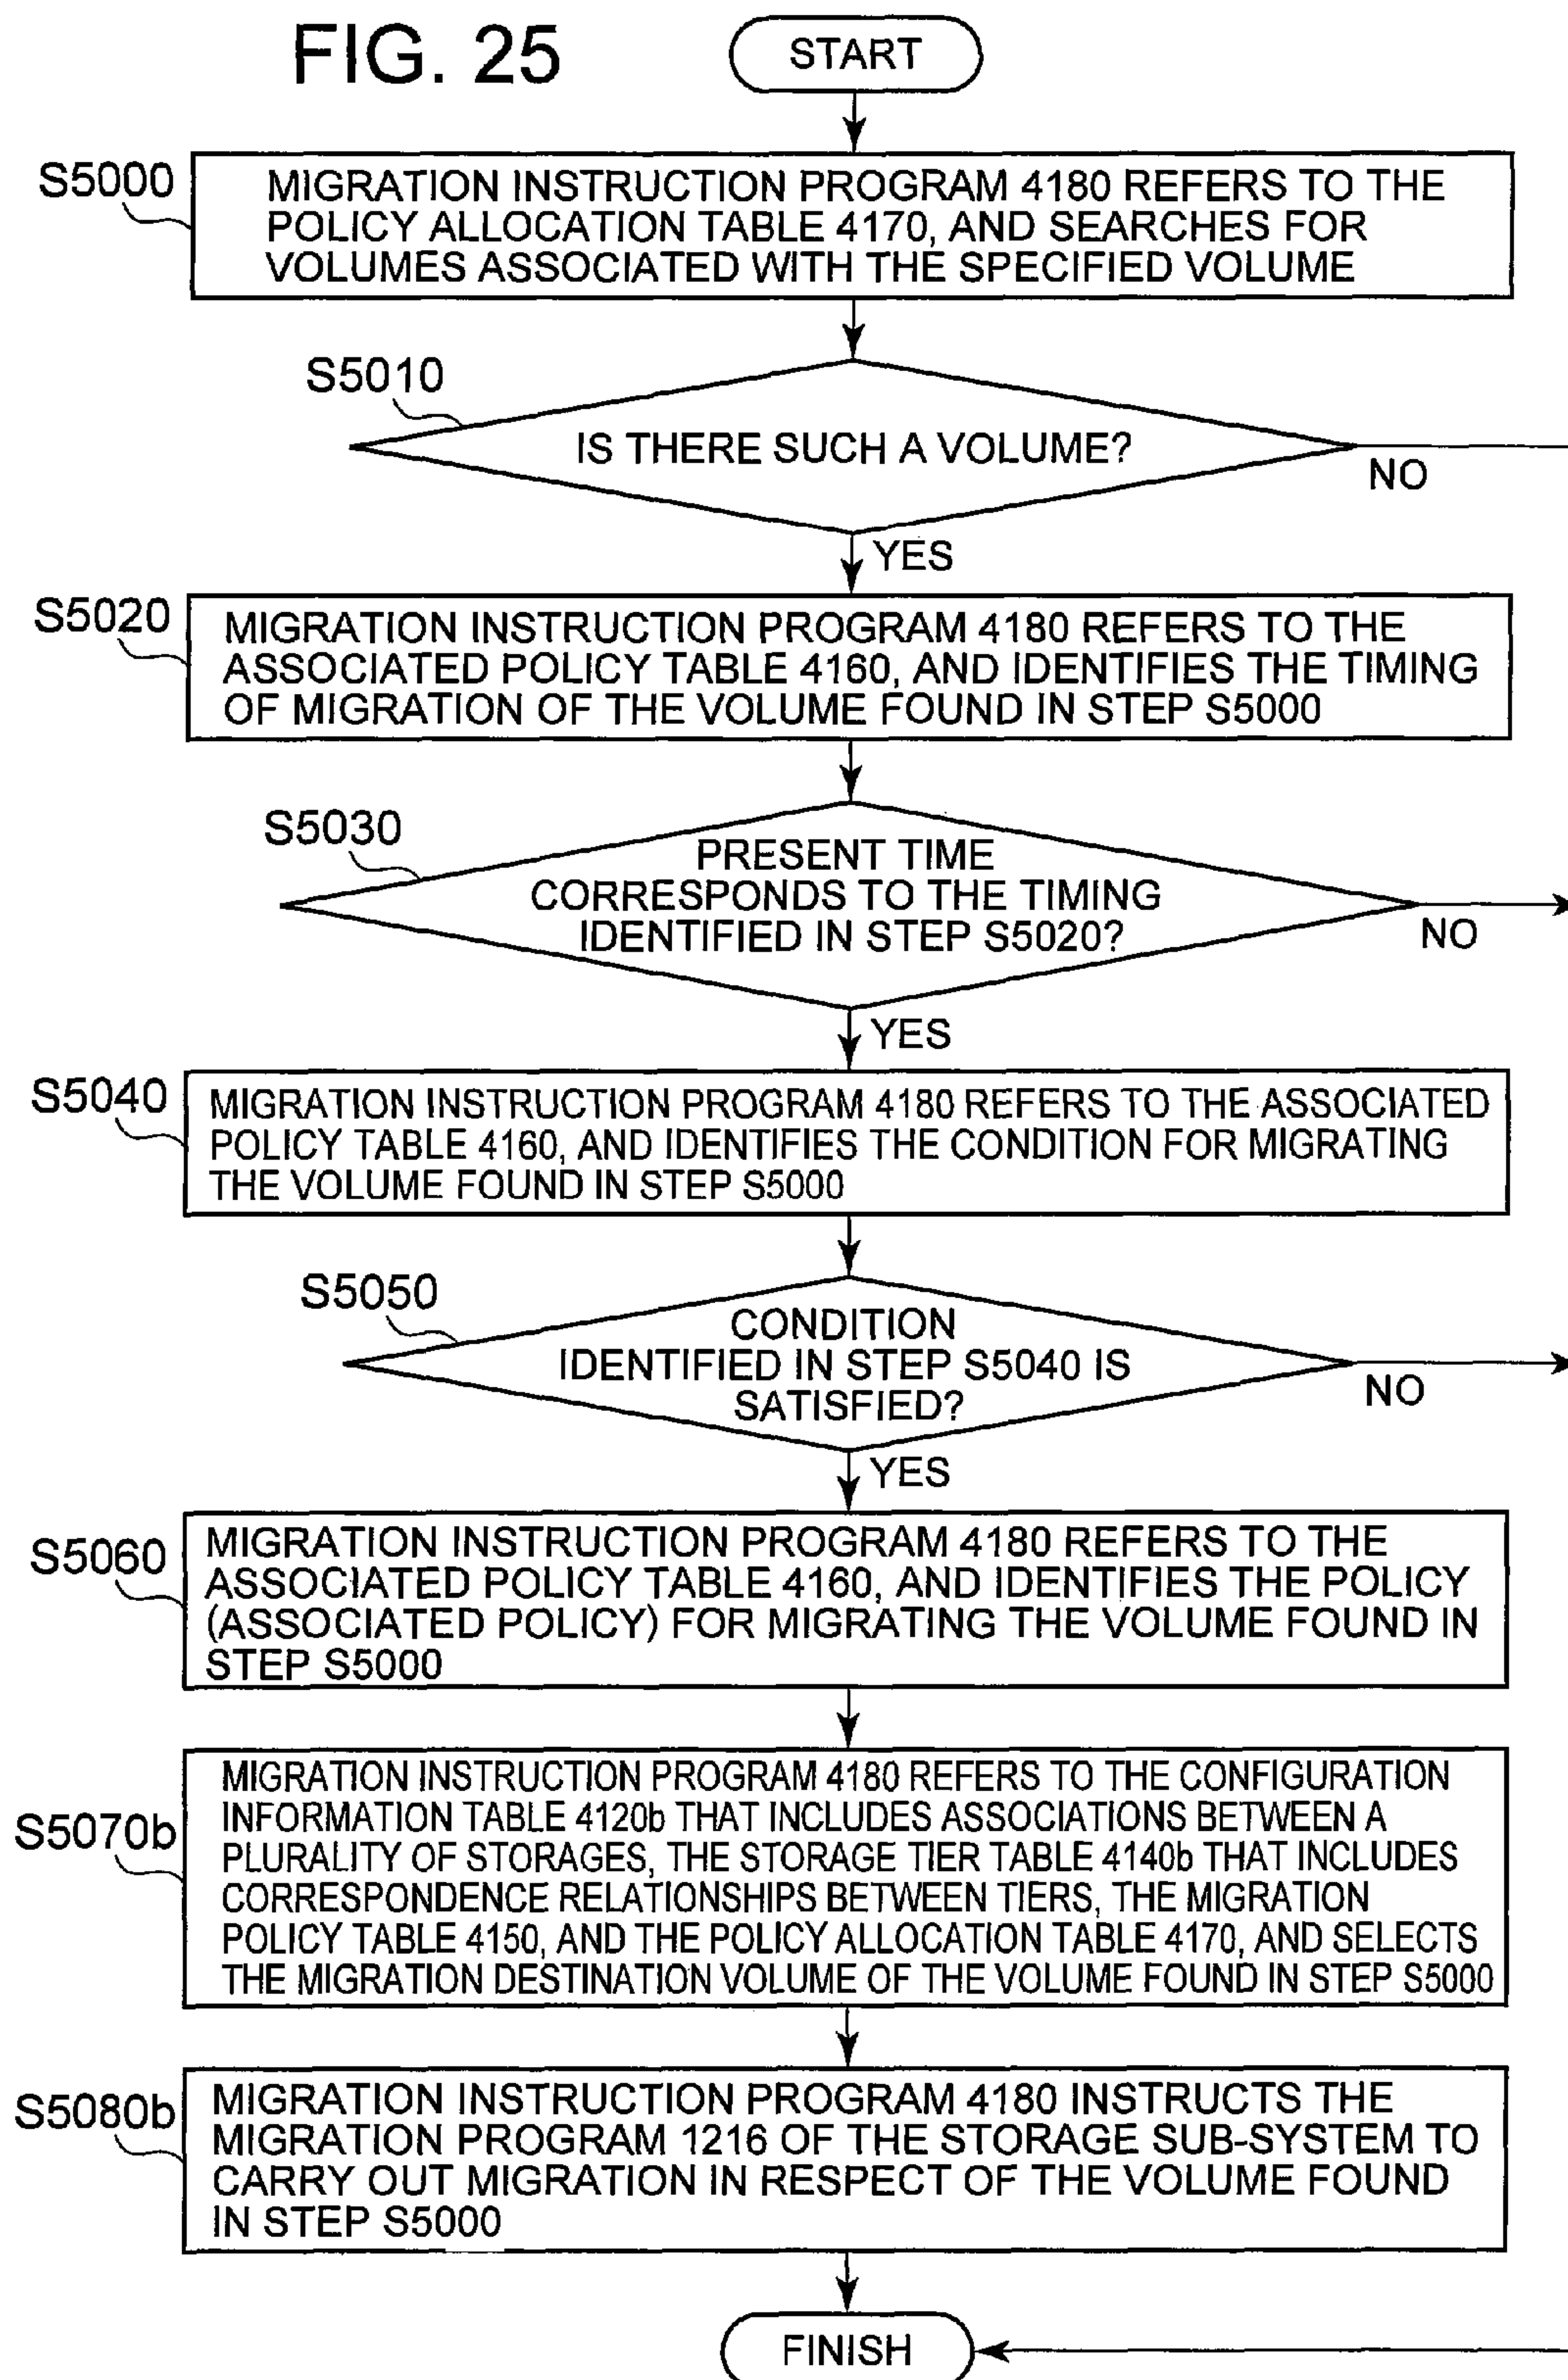 FIG. 25
START
S5000
MIGRATION INSTRUCTION PROGRAM 4180 REFERS TO THE
POLICY ALLOCATION TABLE 4170, AND SEARCHES FOR
VOLUMES ASSOCIATED WITH THE SPECIFIED VOLUME
S5010
IS THERE SUCH A VOLUME?
NO
YES
S5020
MIGRATION INSTRUCTION PROGRAM 4180 REFERS TO THE
ASSOCIATED POLICY TABLE 4160, AND IDENTIFIES THE TIMING
OF MIGRATION OF THE VOLUME FOUND IN STEP S5000
S5030
PRESENT TIME
CORRESPONDS TO THE TIMING
IDENTIFIED IN STEP S5020?
NO
YES
S5040
MIGRATION INSTRUCTION PROGRAM 4180 REFERS TO THE ASSOCIATED
POLICY TABLE 4160, AND IDENTIFIES THE CONDITION FOR MIGRATING
THE VOLUME FOUND IN STEP S5000
S5050
CONDITION
IDENTIFIED IN STEP S5040 IS
SATISFIED?
NO
YES
S5060
MIGRATION INSTRUCTION PROGRAM 4180 REFERS TO THE
ASSOCIATED POLICY TABLE 4160, AND IDENTIFIES THE POLICY
(ASSOCIATED POLICY) FOR MIGRATING THE VOLUME FOUND IN
STEP S5000
S5070b
MIGRATION INSTRUCTION PROGRAM 4180 REFERS TO THE CONFIGURATION
INFORMATION TABLE 4120b THAT INCLUDES ASSOCIATIONS BETWEEN A
PLURALITY OF STORAGES, THE STORAGE TIER TABLE 4140b THAT INCLUDES
CORRESPONDENCE RELATIONSHIPS BETWEEN TIERS, THE MIGRATION
POLICY TABLE 4150, AND THE POLICY ALLOCATION TABLE 4170, AND SELECTS
THE MIGRATION DESTINATION VOLUME OF THE VOLUME FOUND IN STEP S5000
S5080b
MIGRATION INSTRUCTION PROGRAM 4180 INSTRUCTS THE
MIGRATION PROGRAM 1216 OF THE STORAGE SUB-SYSTEM TO
CARRY OUT MIGRATION IN RESPECT OF THE VOLUME FOUND
IN STEP S5000
FINISH